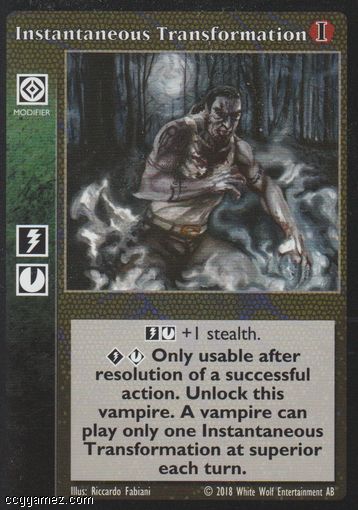 Instantaneous Transformation I
MODIFIER
+1 stealth.
Only usable after
resolution of a successful
action. Unlock this
vampire. A vampire can
play only one Instantaneous
Transformation at superior
each turn.
Illus: Riccardo Fabiani © 2018 White Wolf Entertainment AB
ccggamez.com